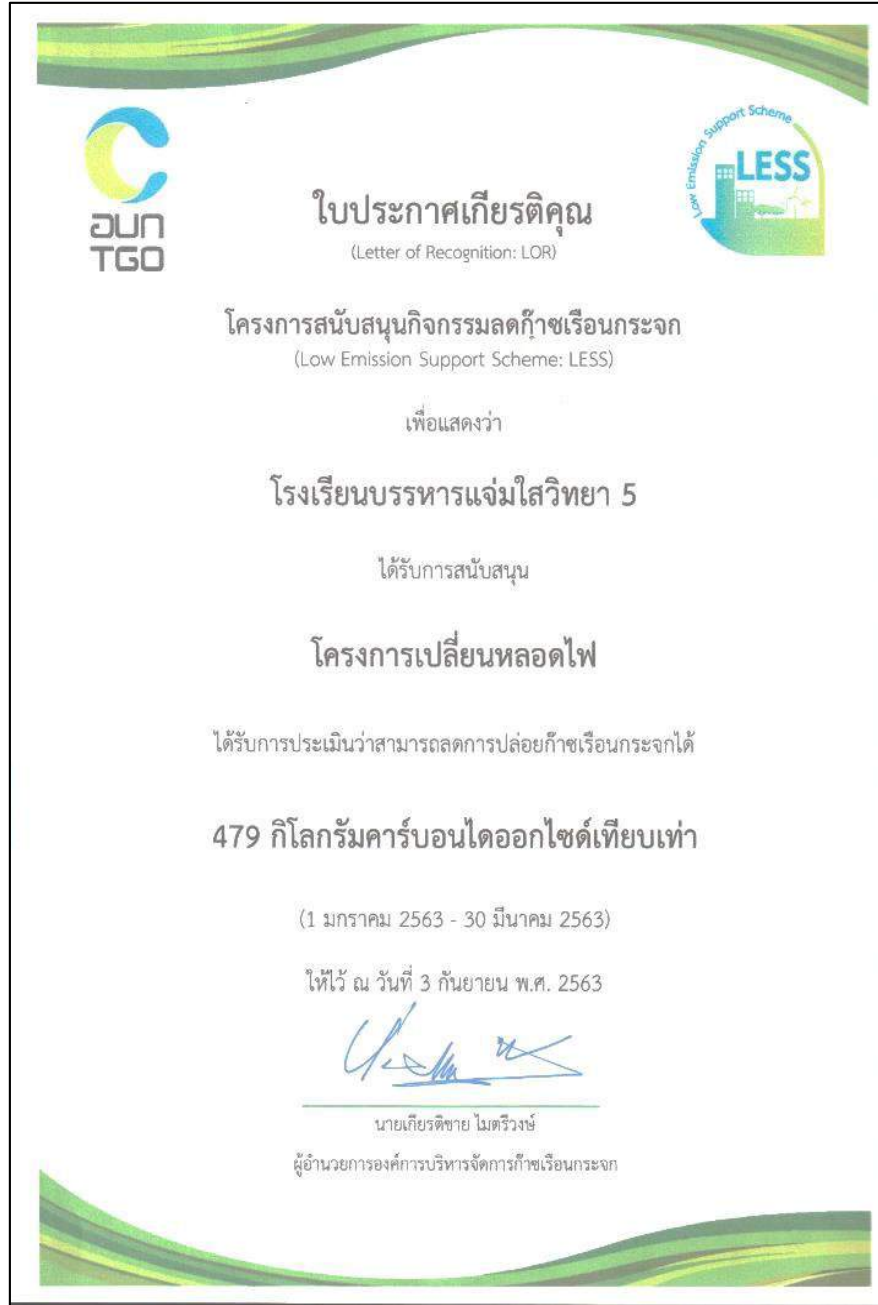 อบก
TGO
Low Emission Support Scheme
LESS
ใบประกาศเกียรติคุณ
(Letter of Recognition: LOR)
โครงการสนับสนุนกิจกรรมลดก๊าซเรือนกระจก
(Low Emission Support Scheme: LESS)
เพื่อแสดงว่า
โรงเรียนบรรหารแจ่มใสวิทยา 5
ได้รับการสนับสนุน
โครงการเปลี่ยนหลอดไฟ
ได้รับการประเมินว่าสามารถลดการปล่อยก๊าซเรือนกระจกได้
479 กิโลกรัมคาร์บอนไดออกไซด์เทียบเท่า
(1 มกราคม 2563 - 30 มีนาคม 2563)
ให้ไว้ ณ วันที่ 3 กันยายน พ.ศ. 2563
นายเกียรติชาย ไมตรีวงษ์
ผู้อำนวยการองค์การบริหารจัดการก๊าซเรือนกระจก